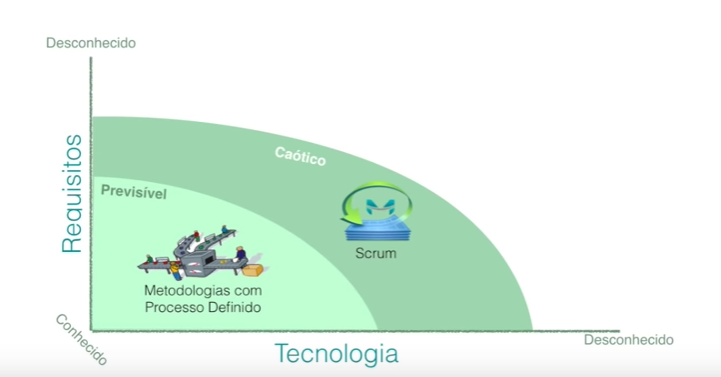 Desconhecido
Requisitos
Caótico
Previsível
Scrum
Metodologias com
Processo Definido
Conhecido
Desconhecido
Tecnologia